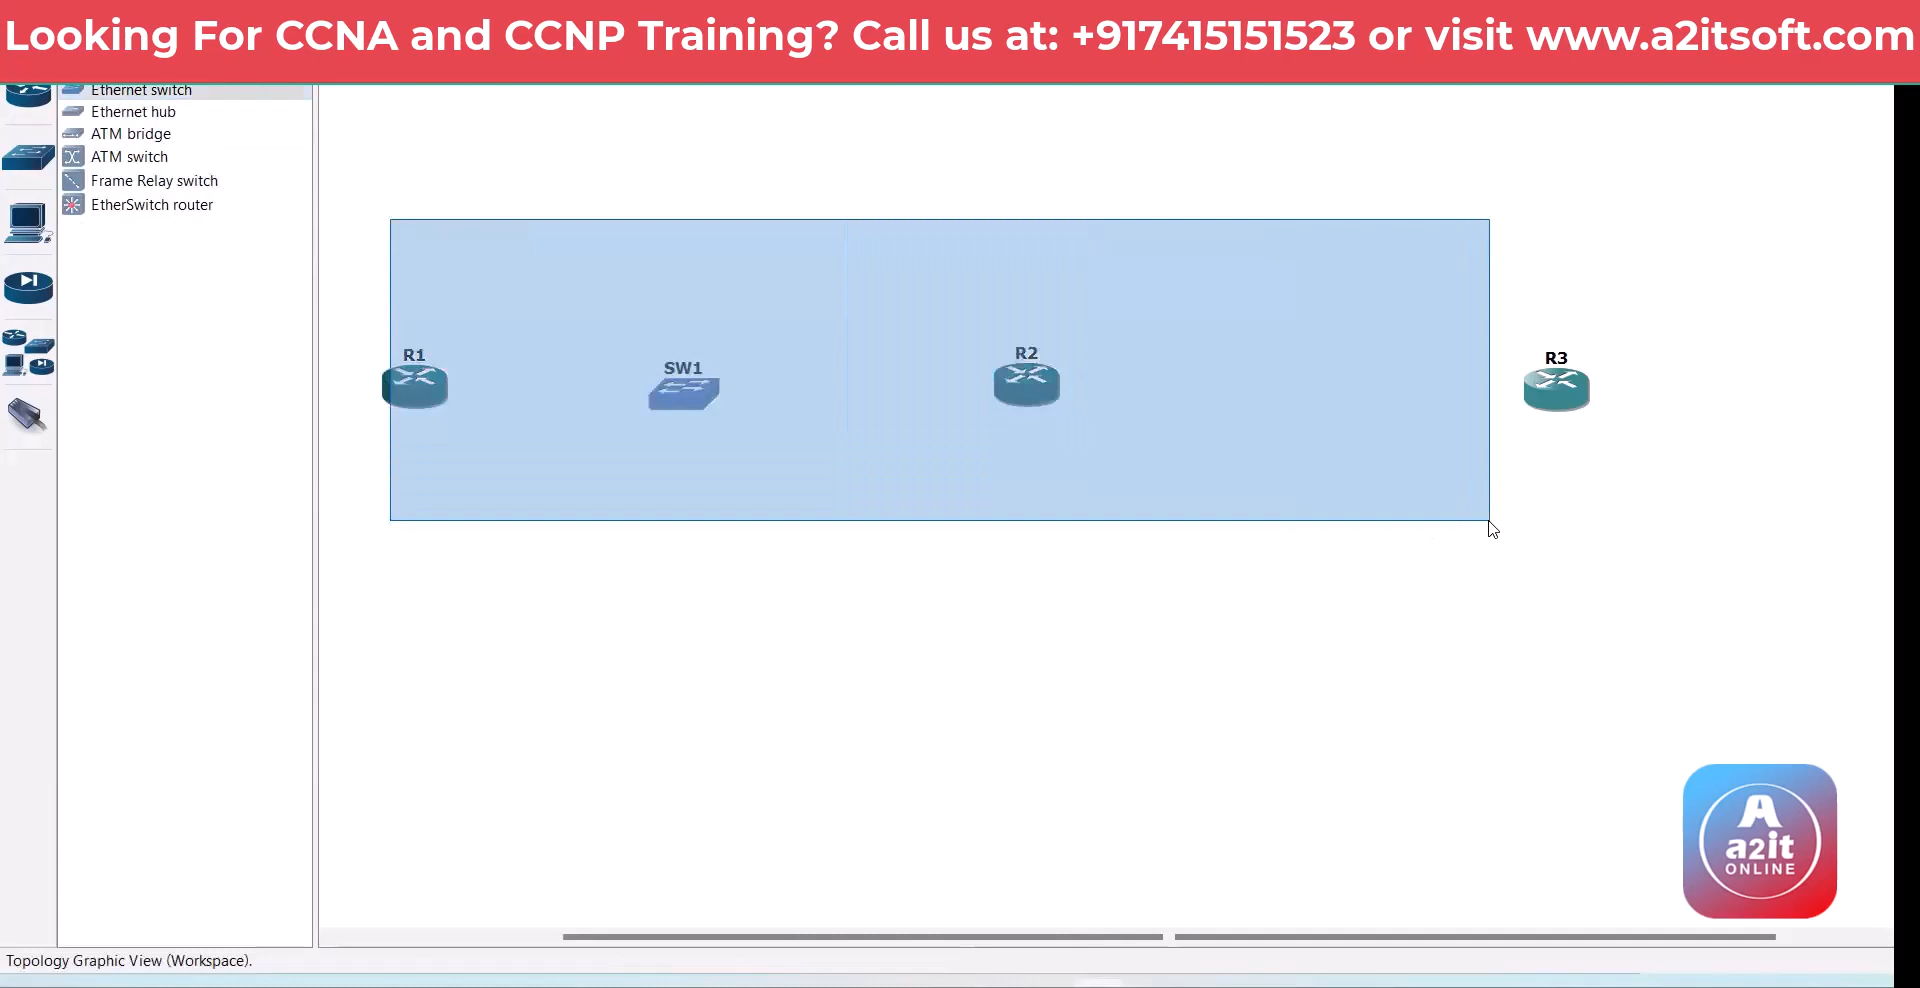 Looking For CCNA and CCNP Training? Call us at: +917415151523 or visit www.a2itsoft.com
Ethernet switch
Ethernet hub
ATM bridge
ATM switch
Frame Relay switch
EtherSwitch router
R1
SW1
R2
R3
A
a2it
ONLINE
Topology Graphic View (Workspace).